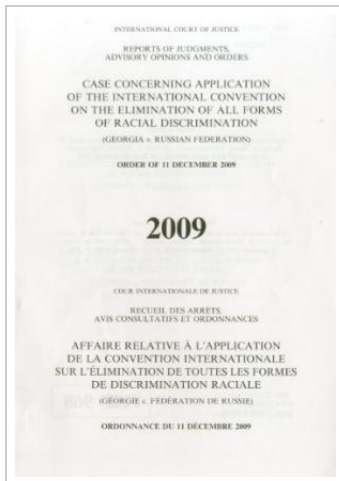 INTERNATIONAL COURT OF JUSTICE
REPORTS OF JUDGMENTS,
ADVISORY OPINIONS AND ORDERS
CASE CONCERNING APPLICATION
OF THE INTERNATIONAL CONVENTION
ON THE ELIMINATION OF ALL FORMS
OF RACIAL DISCRIMINATION
(GEORGIA v. RUSSIAN FEDERATION)
ORDER OF 11 DECEMBER 2009
2009
COUR INTERNATIONALE DE JUSTICE
RECUEIL DES ARRÊTS,
AVIS CONSULTATIFS ET ORDONNANCES
AFFAIRE RELATIVE À L'APPLICATION
DE LA CONVENTION INTERNATIONALE
SUR L'ÉLIMINATION DE TOUTES LES FORMES
DE DISCRIMINATION RACIALE
(GÉORGIE c. FÉDÉRATION DE RUSSIE)
ORDONNANCE DU 11 DÉCEMBRE 2009